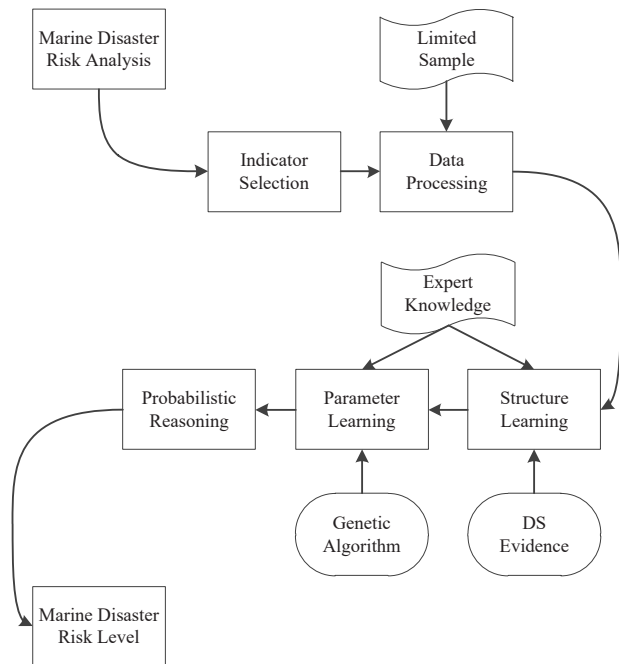 Marine Disaster
Risk Analysis
Limited
Sample
Indicator
Selection
Data
Processing
Expert
Knowledge
Probabilistic
Reasoning
Parameter
Learning
Structure
Learning
Genetic
Algorithm
DS
Evidence
Marine Disaster
Risk Level